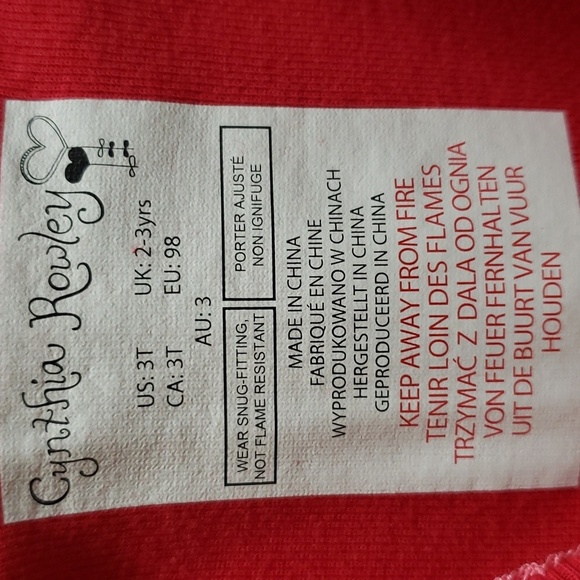 Cynthia Rowley
US: 3T UK: 2-3yrs
CA: 3T EU: 98
AU: 3
WEAR SNUG-FITTING,
NOT FLAME RESISTANT
PORTER AJUSTÉ
NON IGNIFUGE
MADE IN CHINA
FABRIQUÉ EN CHINE
WYPRODUKOWANO W CHINACH
HERGESTELLT IN CHINA
GEPRODUCEERD IN CHINA
KEEP AWAY FROM FIRE
TENIR LOIN DES FLAMES
TRZYMAĆ Z DALA OD OGNIA
VON FEUER FERNHALTEN
UIT DE BUURT VAN VUUR
HOUDEN